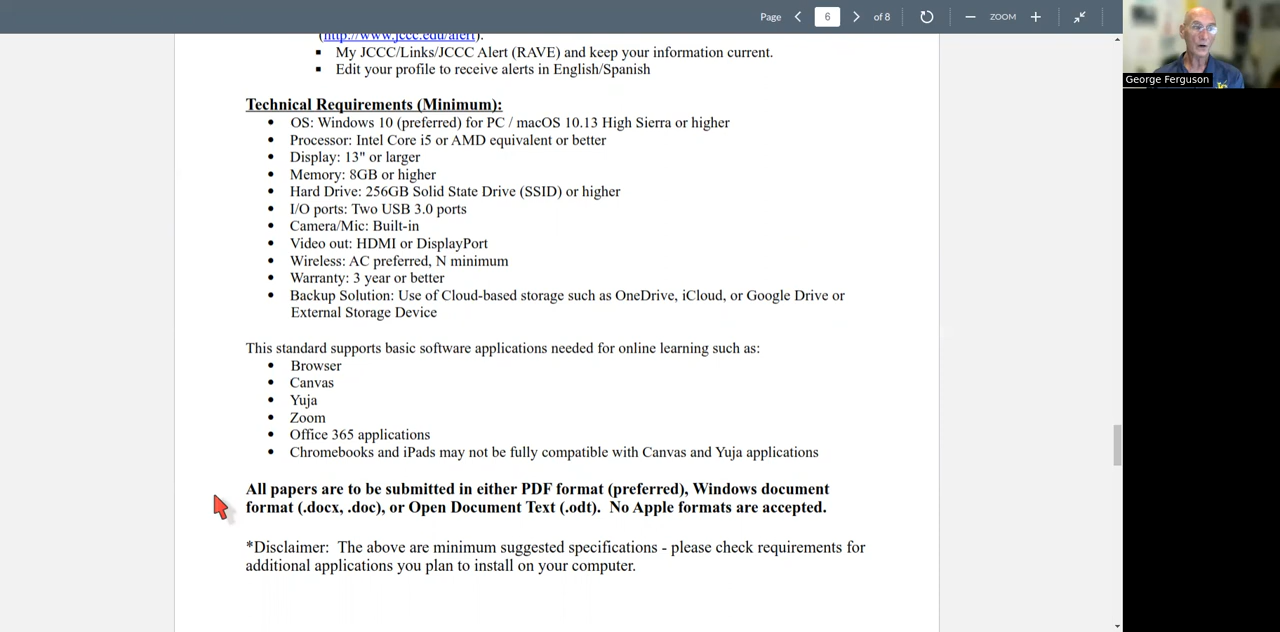 Page 6 of 8 ZOOM
(http://www.jccc.edu/alert).
▪ My JCCC/Links/JCCC Alert (RAVE) and keep your information current.
▪ Edit your profile to receive alerts in English/Spanish
Technical Requirements (Minimum):
• OS: Windows 10 (preferred) for PC / macOS 10.13 High Sierra or higher
• Processor: Intel Core i5 or AMD equivalent or better
• Display: 13" or larger
• Memory: 8GB or higher
• Hard Drive: 256GB Solid State Drive (SSID) or higher
• I/O ports: Two USB 3.0 ports
• Camera/Mic: Built-in
• Video out: HDMI or DisplayPort
• Wireless: AC preferred, N minimum
• Warranty: 3 year or better
• Backup Solution: Use of Cloud-based storage such as OneDrive, iCloud, or Google Drive or
External Storage Device
This standard supports basic software applications needed for online learning such as:
• Browser
• Canvas
• Yuja
• Zoom
• Office 365 applications
• Chromebooks and iPads may not be fully compatible with Canvas and Yuja applications
All papers are to be submitted in either PDF format (preferred), Windows document
format (.docx, .doc), or Open Document Text (.odt).  No Apple formats are accepted.
*Disclaimer:  The above are minimum suggested specifications - please check requirements for
additional applications you plan to install on your computer.
George Ferguson